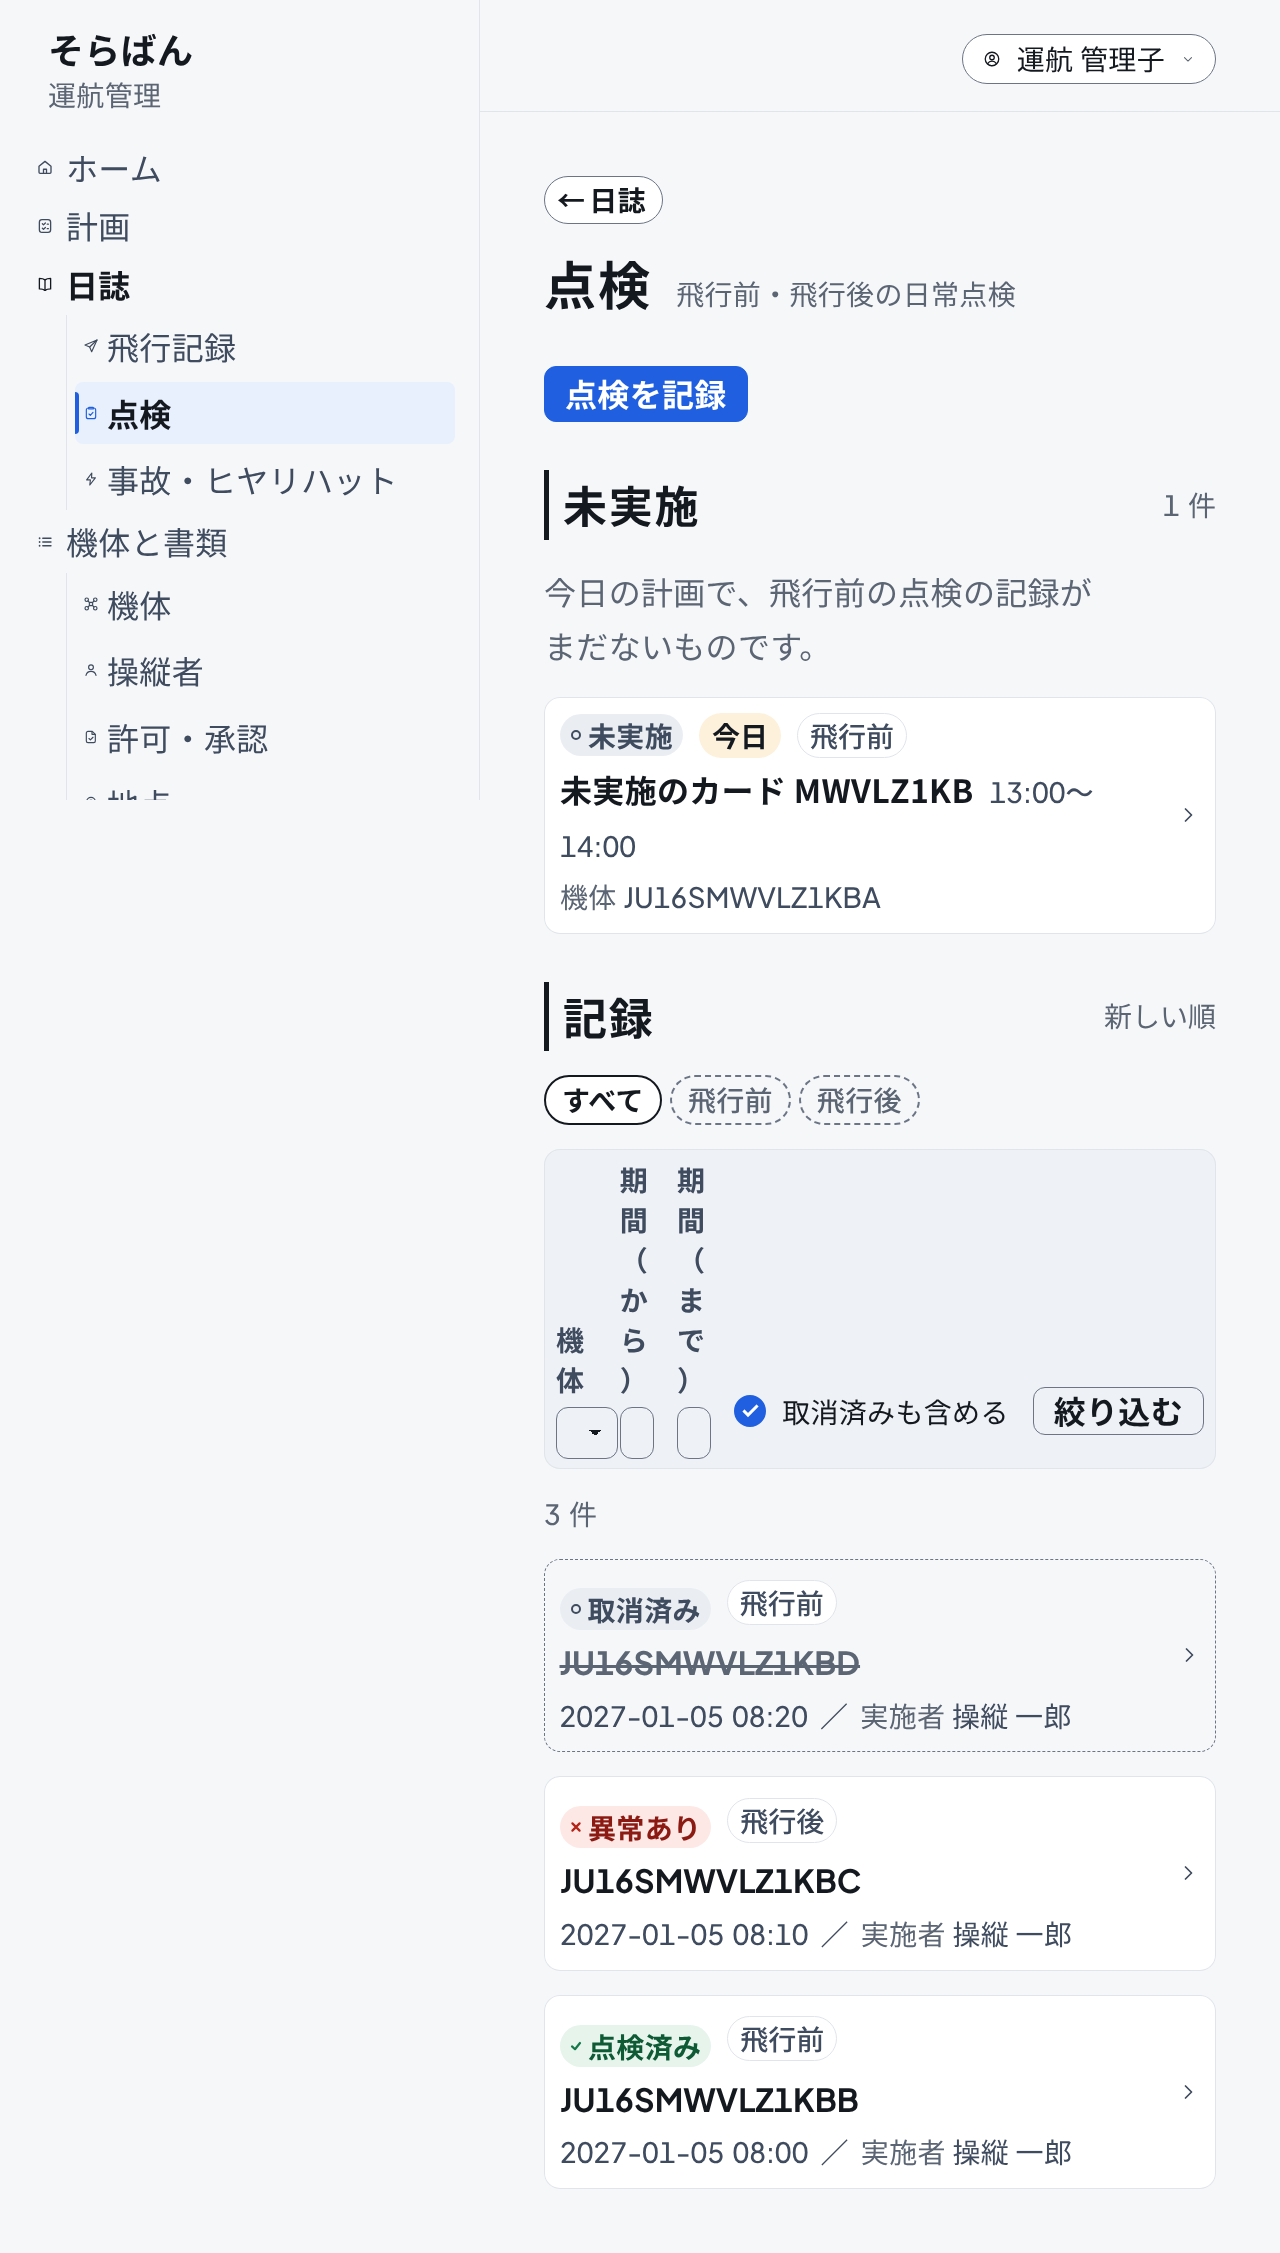 そらばん
運航管理
ホーム
計画
日誌
飛行記録
点検
事故・ヒヤリハット
機体と書類
機体
操縦者
許可・承認
運航 管理子
←日誌
点検 飛行前・飛行後の日常点検
点検を記録
未実施 1 件
今日の計画で、飛行前の点検の記録が
まだないものです。
未実施 今日 飛行前
未実施のカード MWVLZ1KB 13:00〜
14:00
機体 JU16SMWVLZ1KBA
記録 新しい順
すべて 飛行前 飛行後
機体
期間（から）
期間（まで）
取消済みも含める 絞り込む
3 件
取消済み 飛行前
JU16SMWVLZ1KBD
2027-01-05 08:20 ／ 実施者 操縦 一郎
異常あり 飛行後
JU16SMWVLZ1KBC
2027-01-05 08:10 ／ 実施者 操縦 一郎
点検済み 飛行前
JU16SMWVLZ1KBB
2027-01-05 08:00 ／ 実施者 操縦 一郎